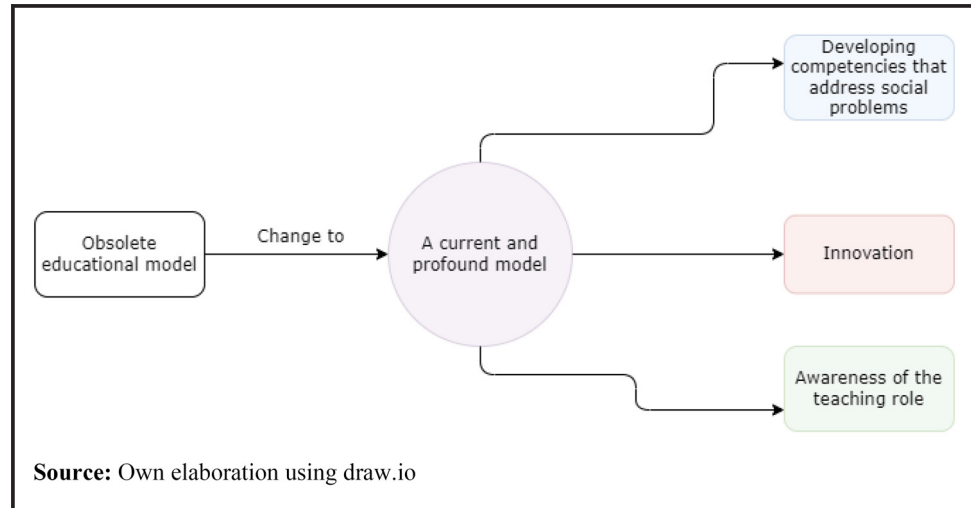 Obsolete
educational model
Change to
A current and
profound model
Developing
competencies that
address social
problems
Innovation
Awareness of the
teaching role
Source: Own elaboration using draw.io